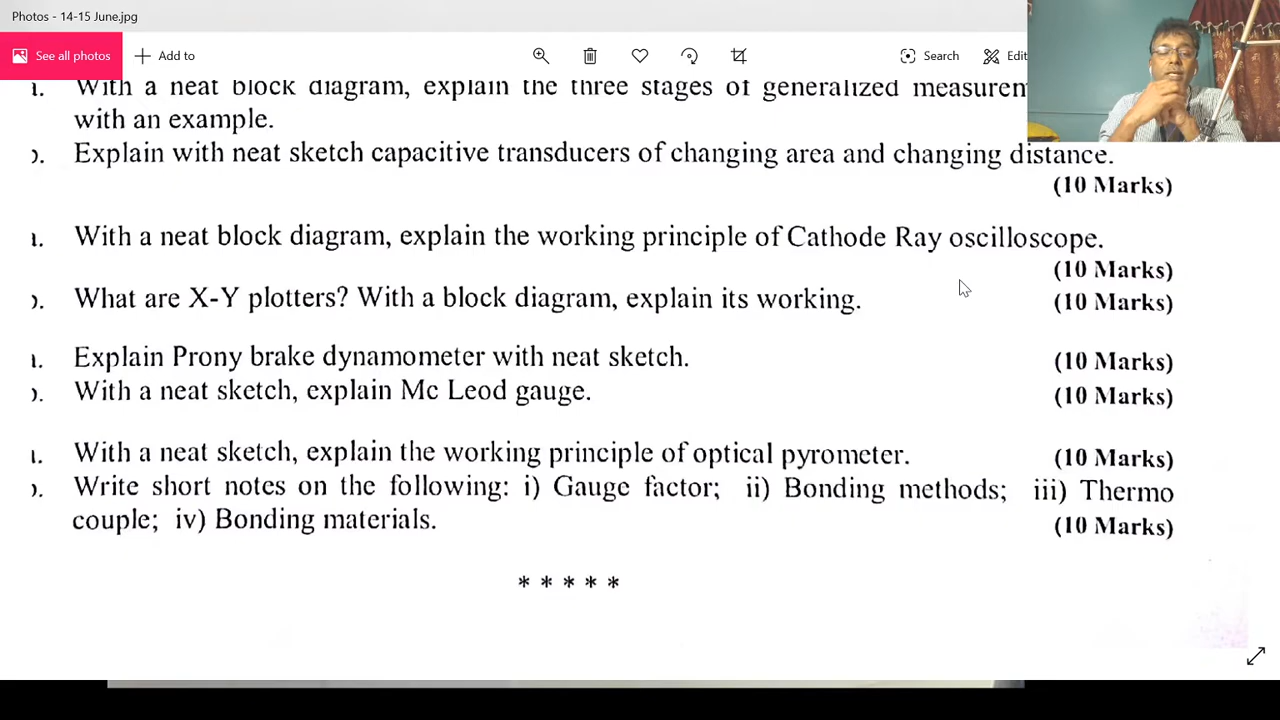 Photos - 14-15 June.jpg
See all photos
Add to
Search
Edit
With a neat block diagram, explain the three stages of generalized
with an example.
Explain with neat sketch capacitive transducers of changing area and changing distance.
(10 Marks)
With a neat block diagram, explain the working principle of Cathode Ray oscilloscope.
(10 Marks)
What are X-Y plotters? With a block diagram, explain its working. (10 Marks)
Explain Prony brake dynamometer with neat sketch. (10 Marks)
With a neat sketch, explain Mc Leod gauge. (10 Marks)
With a neat sketch, explain the working principle of optical pyrometer. (10 Marks)
Write short notes on the following: i) Gauge factor; ii) Bonding methods; iii) Thermo
couple; iv) Bonding materials. (10 Marks)
* * * * *